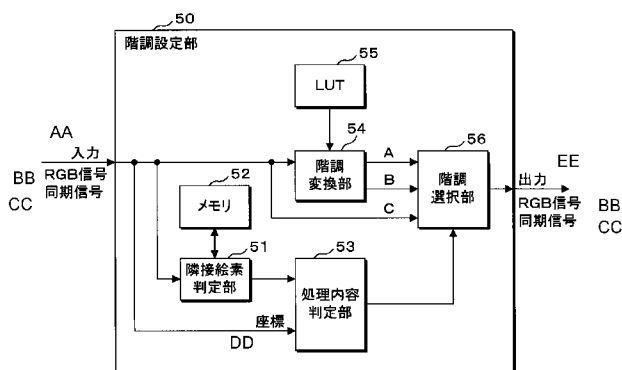 50
階調設定部
55
LUT
AA
入力
BB
RGB信号
CC
同期信号
54
階調
変換部
A
B
C
56
階調
選択部
EE
出力
RGB信号
同期信号
BB
CC
52
メモリ
51
隣接絵素
判定部
53
処理内容
判定部
座標
DD